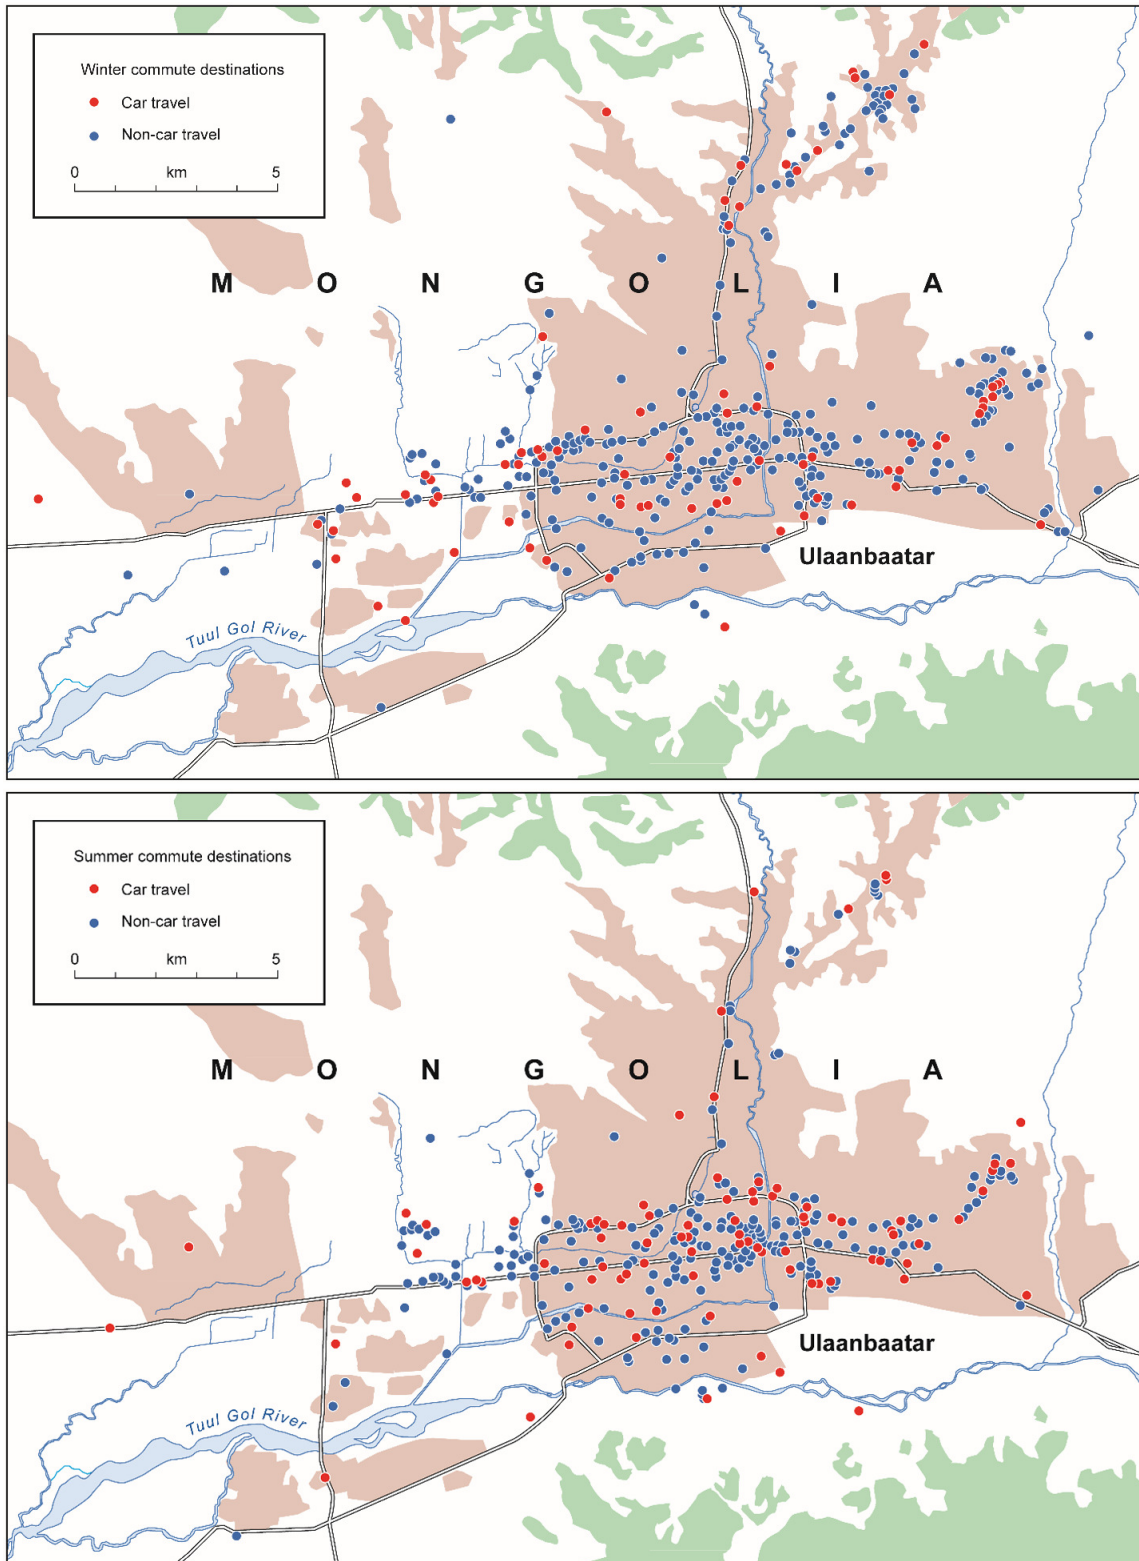 Winter commute destinations
Car travel
Non-car travel
0 km 5
M O N G O L I A
Ulaanbaatar
Tuul Gol River
Summer commute destinations
Car travel
Non-car travel
0 km 5
M O N G O L I A
Ulaanbaatar
Tuul Gol River